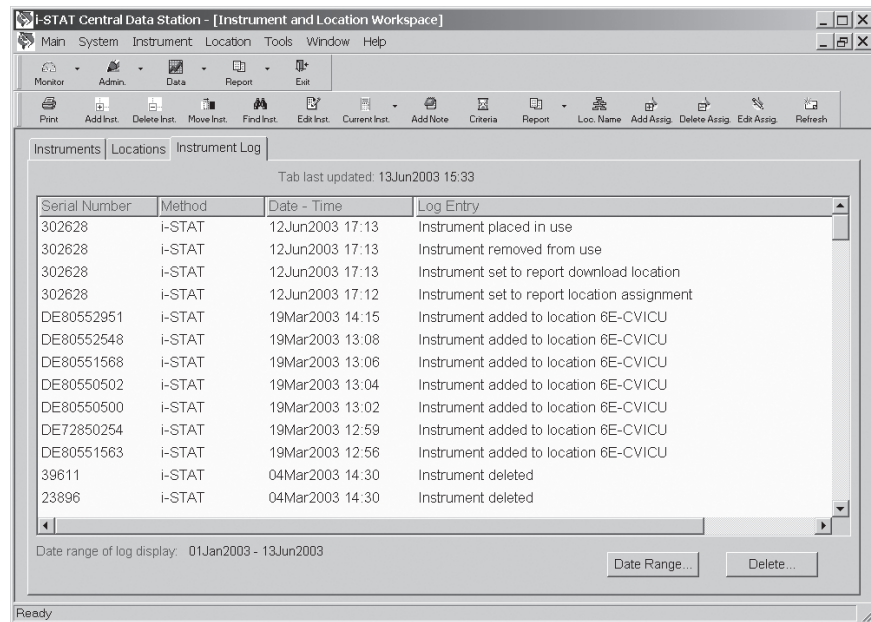 i-STAT Central Data Station - [Instrument and Location Workspace]
Main System Instrument Location Tools Window Help
Monitor Admin. Data Report Exit
Print Add Inst. Delete Inst. Move Inst. Find Inst. Edit Inst. Current Inst. Add Note Criteria Report Loc. Name Add Assig. Delete Assig. Edit Assig. Refresh
Instruments Locations Instrument Log
Tab last updated: 13Jun2003 15:33
Serial Number Method Date - Time Log Entry
302628 i-STAT 12Jun2003 17:13 Instrument placed in use
302628 i-STAT 12Jun2003 17:13 Instrument removed from use
302628 i-STAT 12Jun2003 17:13 Instrument set to report download location
302628 i-STAT 12Jun2003 17:12 Instrument set to report location assignment
DE80552951 i-STAT 19Mar2003 14:15 Instrument added to location 6E-CVICU
DE80552548 i-STAT 19Mar2003 13:08 Instrument added to location 6E-CVICU
DE80551568 i-STAT 19Mar2003 13:06 Instrument added to location 6E-CVICU
DE80550502 i-STAT 19Mar2003 13:04 Instrument added to location 6E-CVICU
DE80550500 i-STAT 19Mar2003 13:02 Instrument added to location 6E-CVICU
DE72850254 i-STAT 19Mar2003 12:59 Instrument added to location 6E-CVICU
DE80551563 i-STAT 19Mar2003 12:56 Instrument added to location 6E-CVICU
39611 i-STAT 04Mar2003 14:30 Instrument deleted
23896 i-STAT 04Mar2003 14:30 Instrument deleted
Date range of log display: 01Jan2003 - 13Jun2003
Date Range... Delete...
Ready